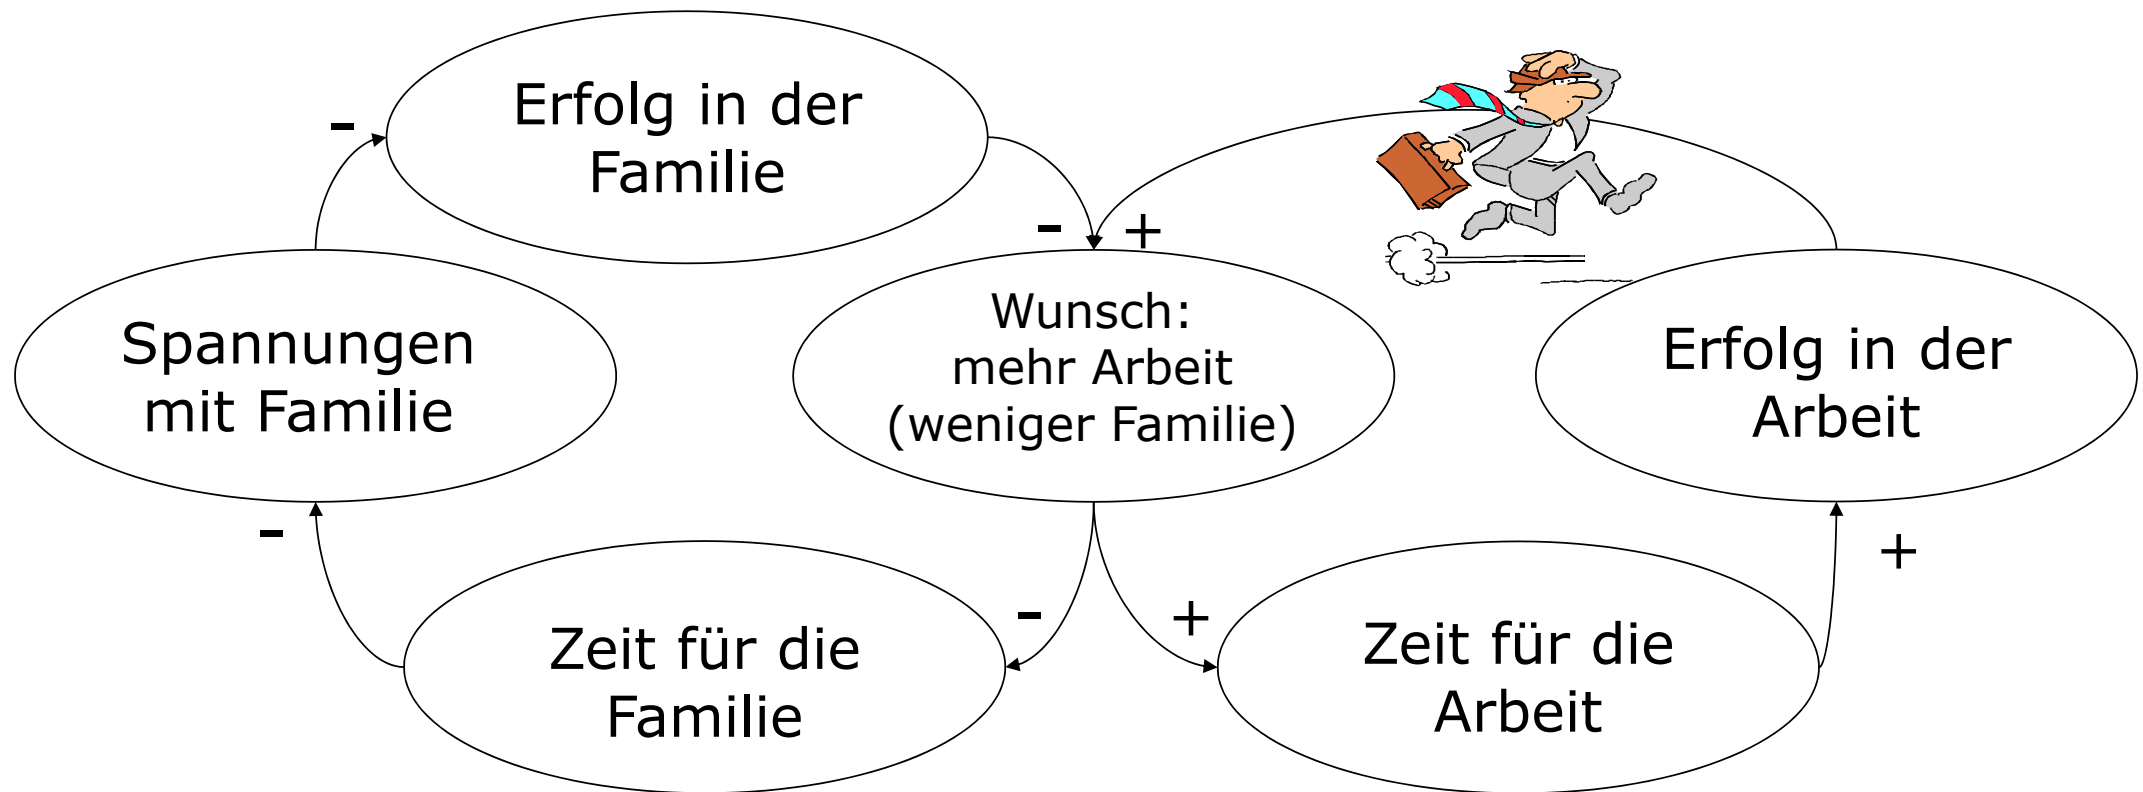 Erfolg in der
Familie
-
-
+
Spannungen
mit Familie
Wunsch:
mehr Arbeit
(weniger Familie)
Erfolg in der
Arbeit
-
-
+
+
Zeit für die
Familie
Zeit für die
Arbeit